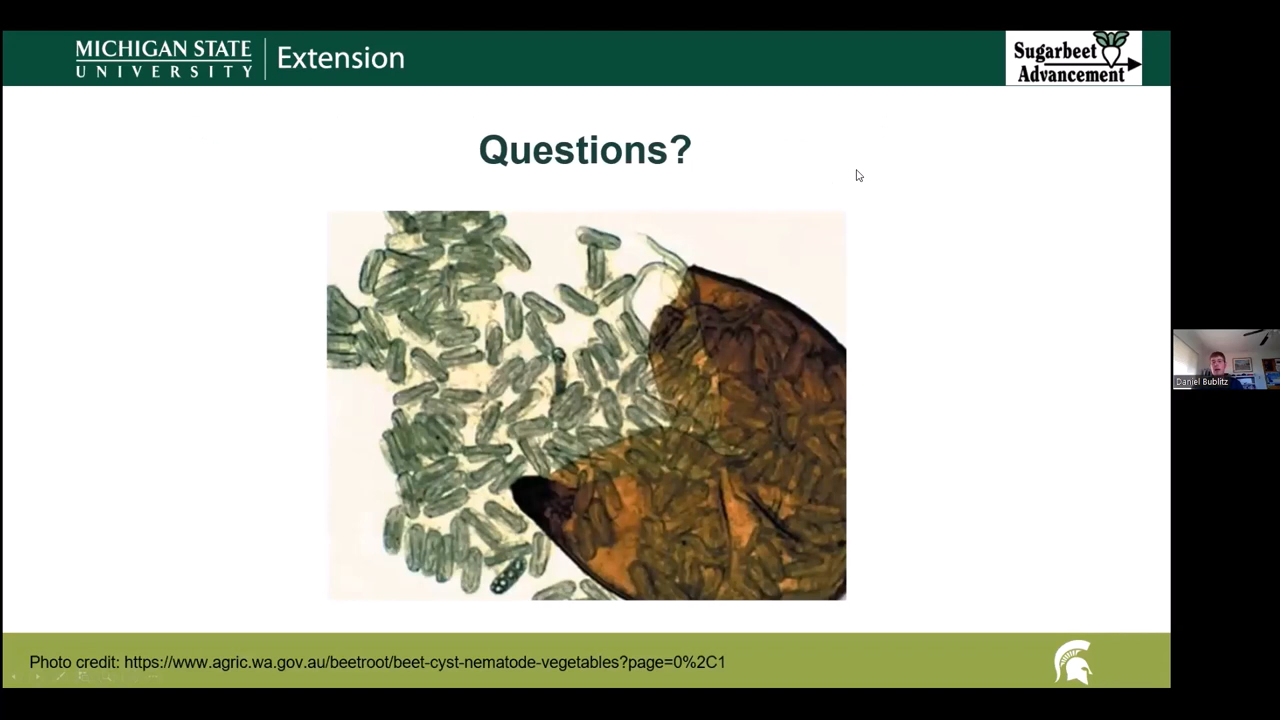 MICHIGAN STATE
UNIVERSITY
Extension
Sugarbeet
Advancement
Questions?
Daniel Bublitz
Photo credit: https://www.agric.wa.gov.au/beetroot/beet-cyst-nematode-vegetables?page=0%2C1